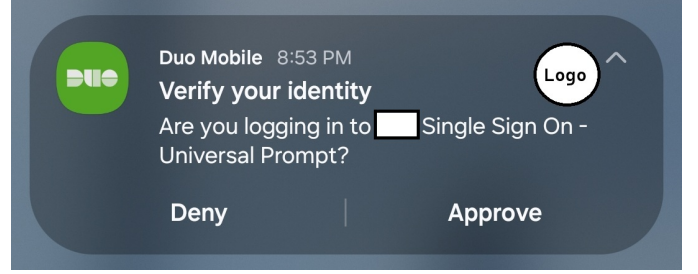 DUO
Duo Mobile 8:53 PM
Logo
Verify your identity
Are you logging in to Single Sign On -
Universal Prompt?
Deny
Approve